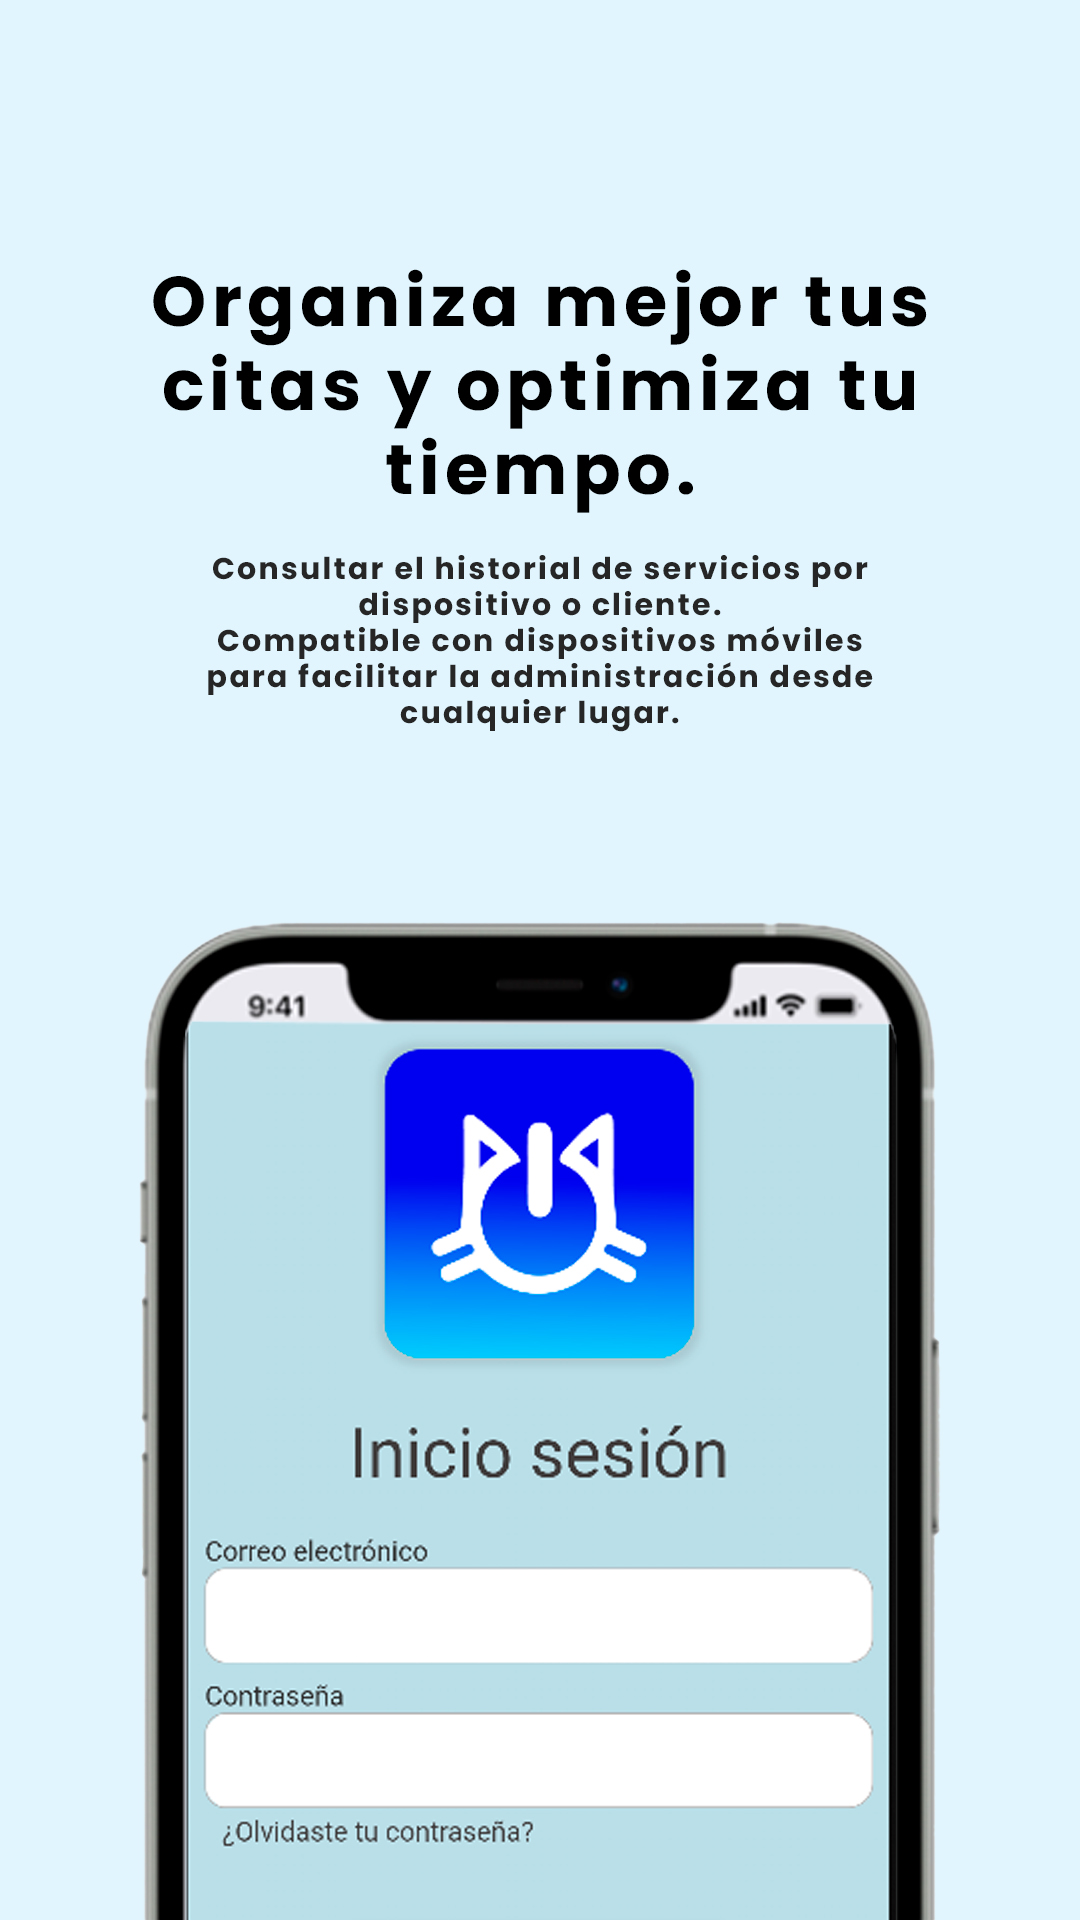 Organiza mejor tus
citas y optimiza tu
tiempo.
Consultar el historial de servicios por
dispositivo o cliente.
Compatible con dispositivos móviles
para facilitar la administración desde
cualquier lugar.
9:41
Inicio sesión
Correo electrónico
Contraseña
¿Olvidaste tu contraseña?